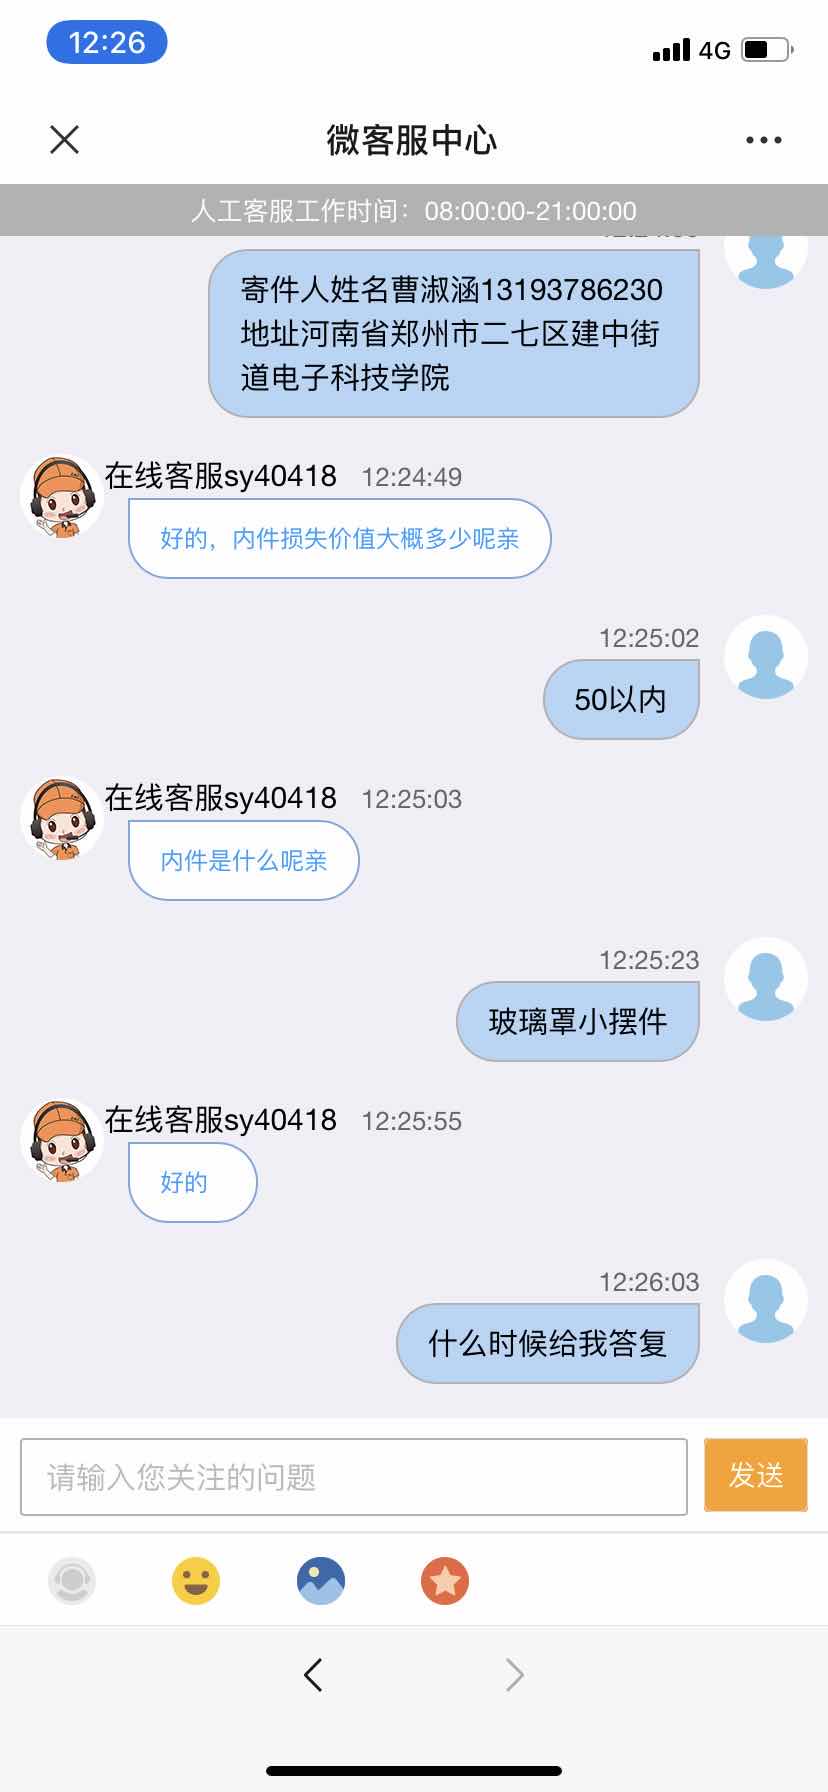 12:26
4G
微客服中心
人工客服工作时间：08:00:00-21:00:00
寄件人姓名曹淑涵13193786230
地址河南省郑州市二七区建中街
道电子科技学院
在线客服sy40418 12:24:49
好的，内件损失价值大概多少呢亲
12:25:02
50以内
在线客服sy40418 12:25:03
内件是什么呢亲
12:25:23
玻璃罩小摆件
在线客服sy40418 12:25:55
好的
12:26:03
什么时候给我答复
请输入您关注的问题
发送